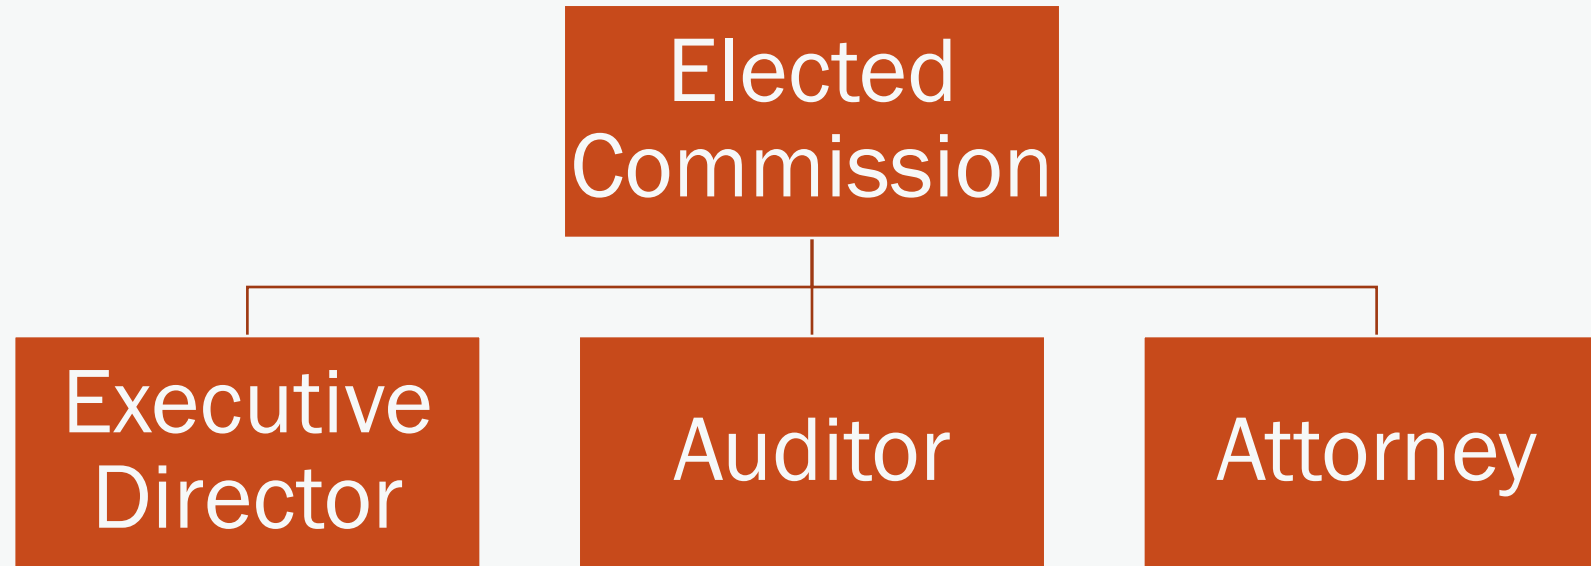 Elected
Commission
Executive
Director
Auditor
Attorney